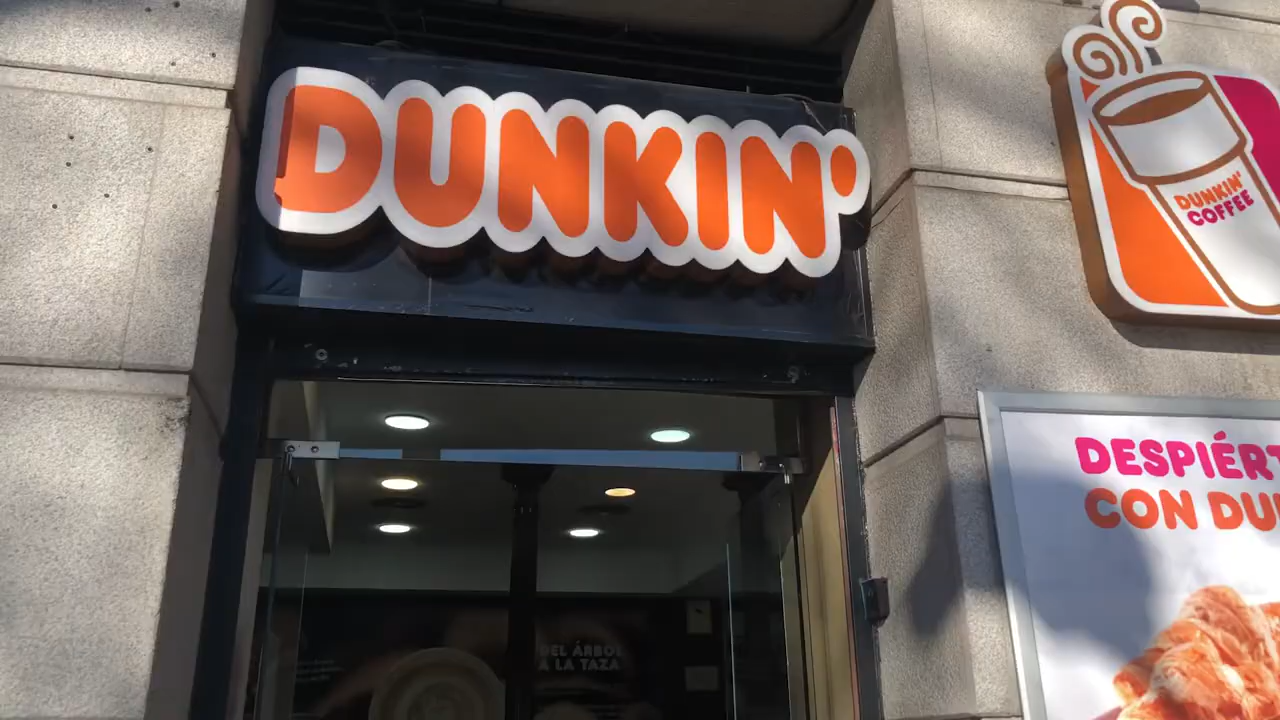 DUNKIN'
DUNKIN'
COFFEE
DESPIÉRT
CON DU
DEL ÁRBOL
A LA TAZA